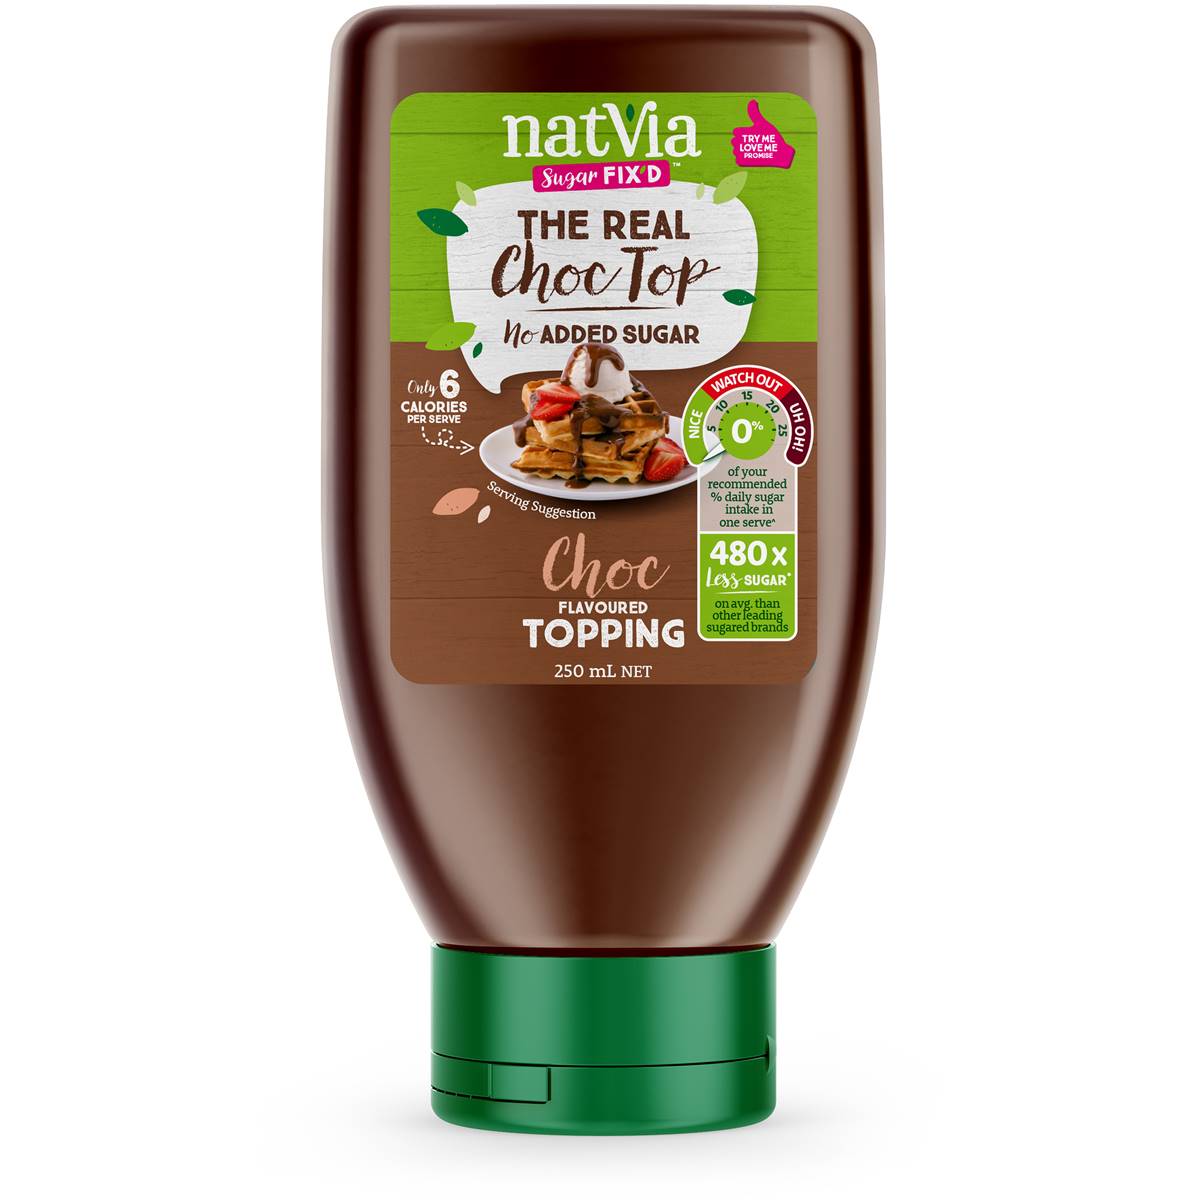 natvia
Sugar FIX'D™
TRY ME
LOVE ME
PROMISE
THE REAL
Choc Top
No ADDED SUGAR
Only 6
CALORIES
PER SERVE
Serving Suggestion
NICE
WATCH OUT
UH OH!
5 10 15 20 25
0%
of your
recommended
% daily sugar
intake in
one serve^
480x
Less SUGAR*
on avg. than
other leading
sugared brands
Choc
FLAVOURED
TOPPING
250 mL NET